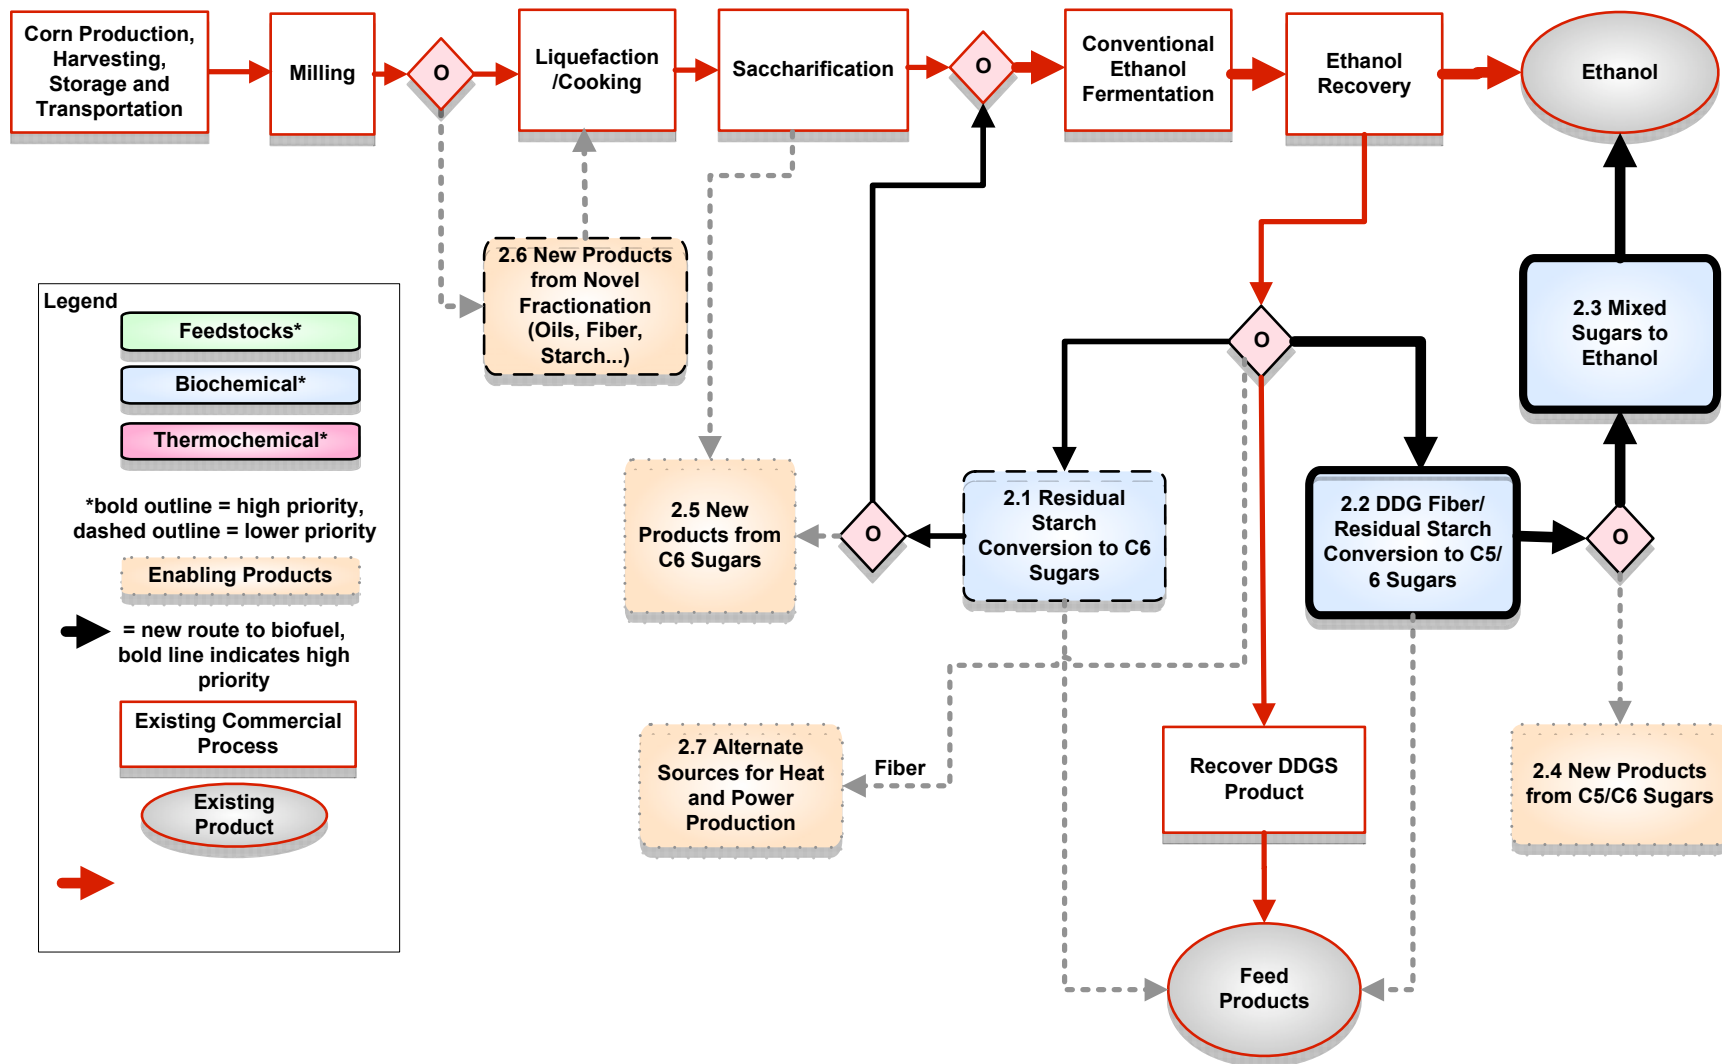 Corn Production,
Harvesting,
Storage and
Transportation
Milling
O
Liquefaction
/Cooking
Saccharification
O
Conventional
Ethanol
Fermentation
Ethanol
Recovery
Ethanol
2.6 New Products
from Novel
Fractionation
(Oils, Fiber,
Starch...)
2.3 Mixed
Sugars to
Ethanol
O
Legend
Feedstocks*
Biochemical*
Thermochemical*
*bold outline = high priority,
dashed outline = lower priority
Enabling Products
= new route to biofuel,
bold line indicates high
priority
Existing Commercial
Process
Existing
Product
2.5 New
Products from
C6 Sugars
O
2.1 Residual
Starch
Conversion to C6
Sugars
2.2 DDG Fiber/
Residual Starch
Conversion to C5/
6 Sugars
O
2.7 Alternate
Sources for Heat
and Power
Production
Fiber
Recover DDGS
Product
2.4 New Products
from C5/C6 Sugars
Feed
Products